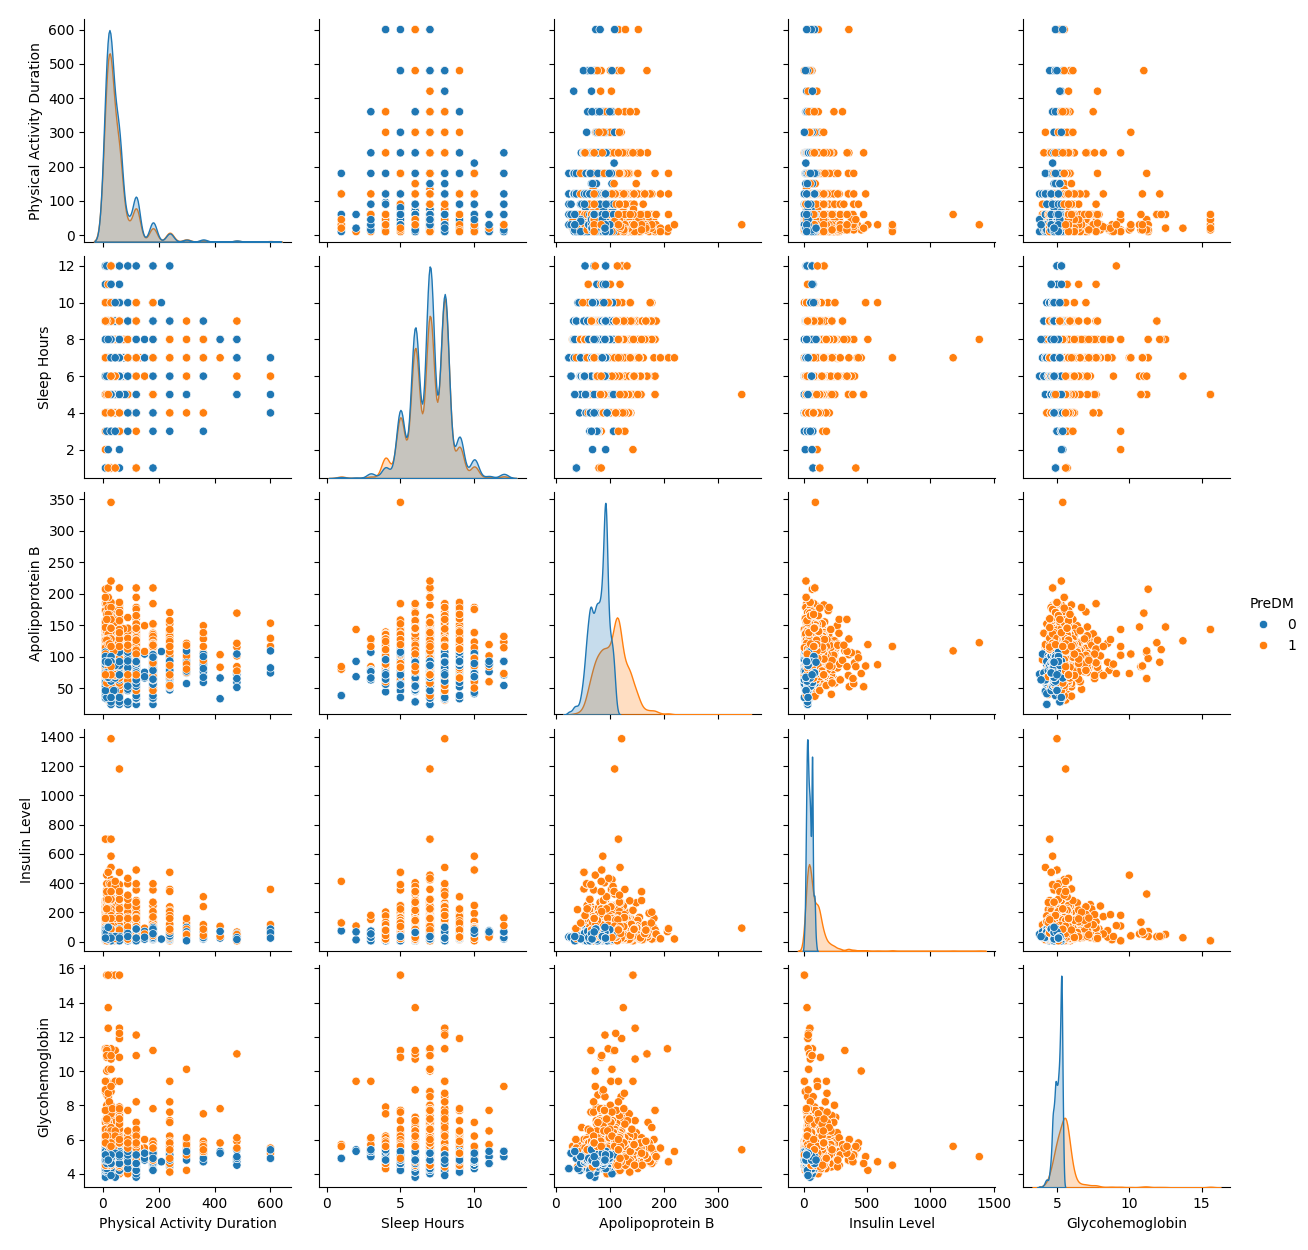 600
500
400
300
200
100
0
Physical Activity Duration
12
10
8
6
4
2
Sleep Hours
350
300
250
200
150
100
50
Apolipoprotein B
PreDM
0
1
1400
1200
1000
800
600
400
200
0
Insulin Level
16
14
12
10
8
6
4
Glycohemoglobin
0 200 400 600
0 5 10
0 100 200 300
0 500 1000 1500
5 10 15
Physical Activity Duration
Sleep Hours
Apolipoprotein B
Insulin Level
Glycohemoglobin